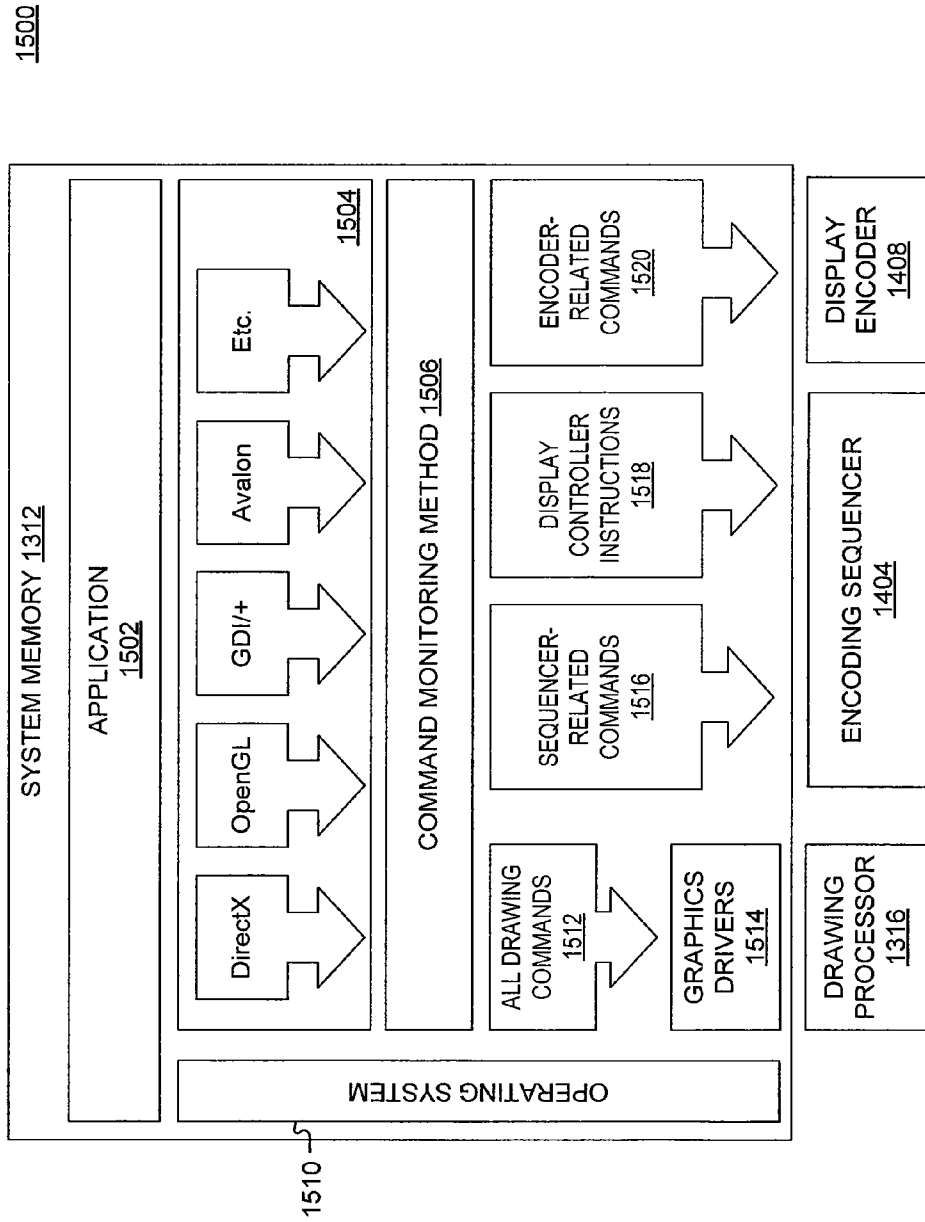 1500
SYSTEM MEMORY 1312
APPLICATION
1502
DirectX
OpenGL
GDI/+
Avalon
Etc.
1504
COMMAND MONITORING METHOD 1506
OPERATING SYSTEM
1510
ALL DRAWING
COMMANDS
1512
GRAPHICS
DRIVERS
1514
SEQUENCER-
RELATED
COMMANDS
1516
DISPLAY
CONTROLLER
INSTRUCTIONS
1518
ENCODER-
RELATED
COMMANDS
1520
DRAWING
PROCESSOR
1316
ENCODING SEQUENCER
1404
DISPLAY
ENCODER
1408